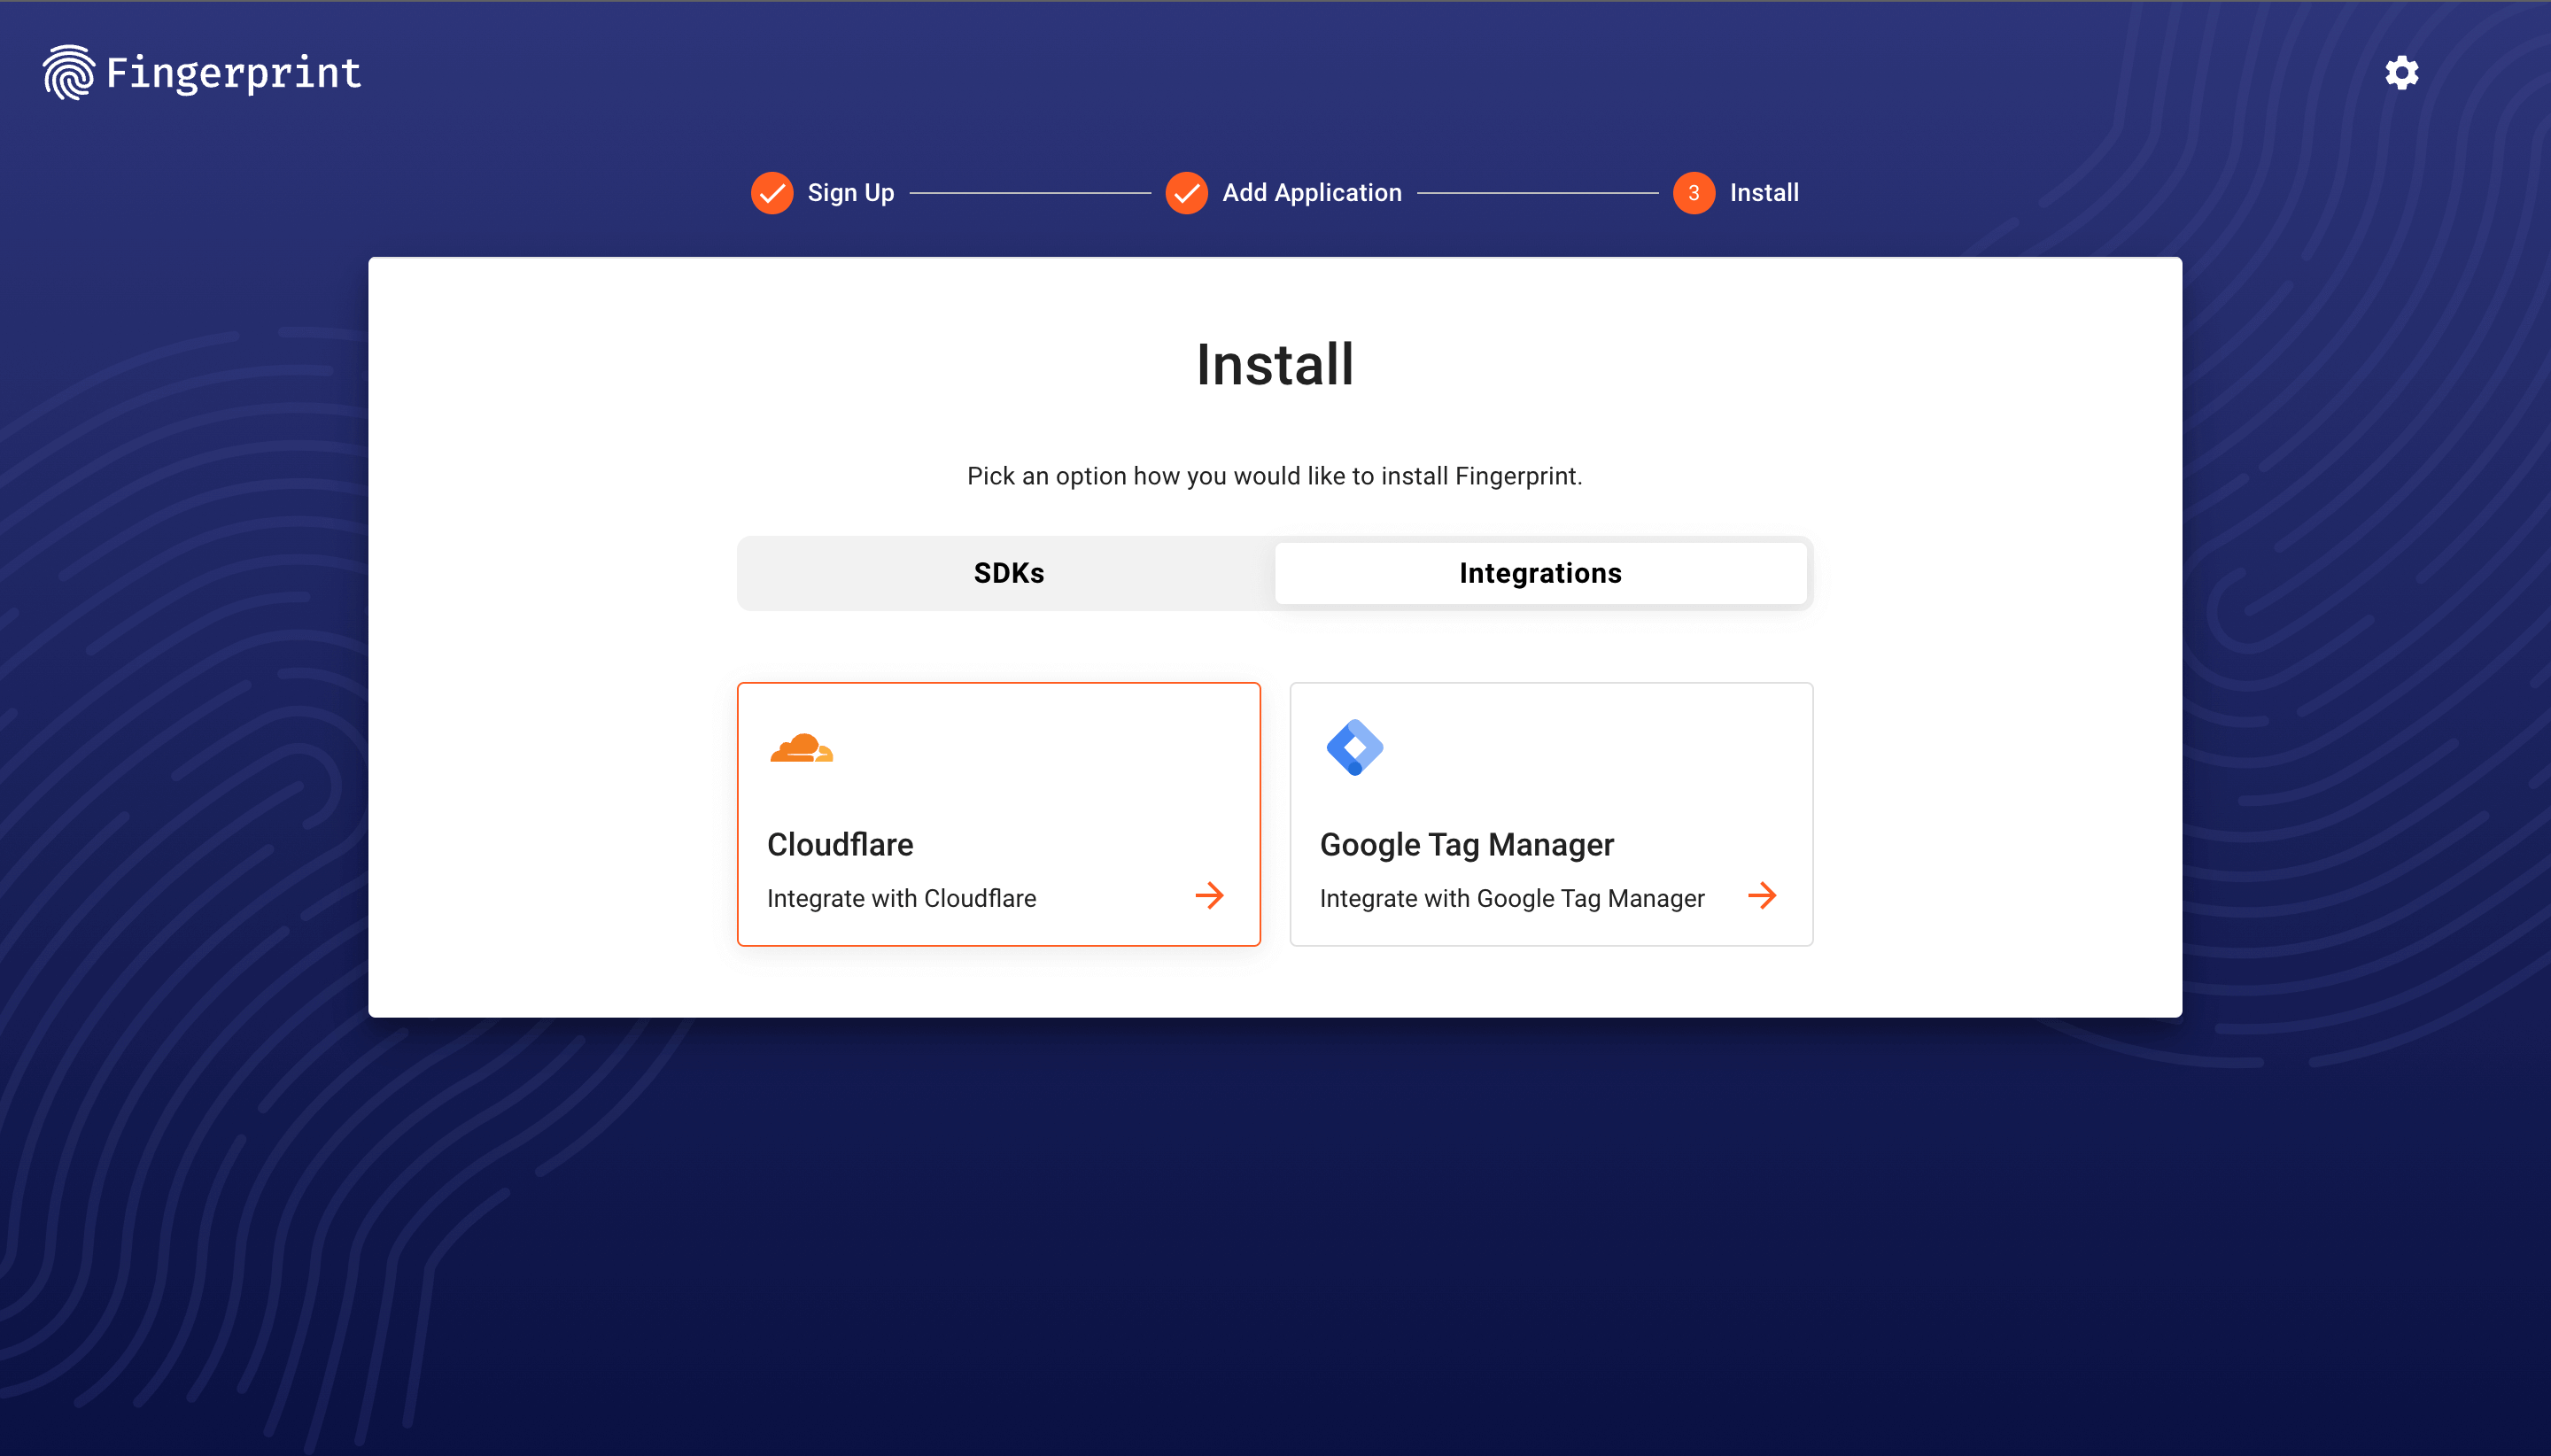 Fingerprint
Sign Up
Add Application
3
Install
Install
Pick an option how you would like to install Fingerprint.
SDKs
Integrations
Cloudflare
Integrate with Cloudflare
Google Tag Manager
Integrate with Google Tag Manager